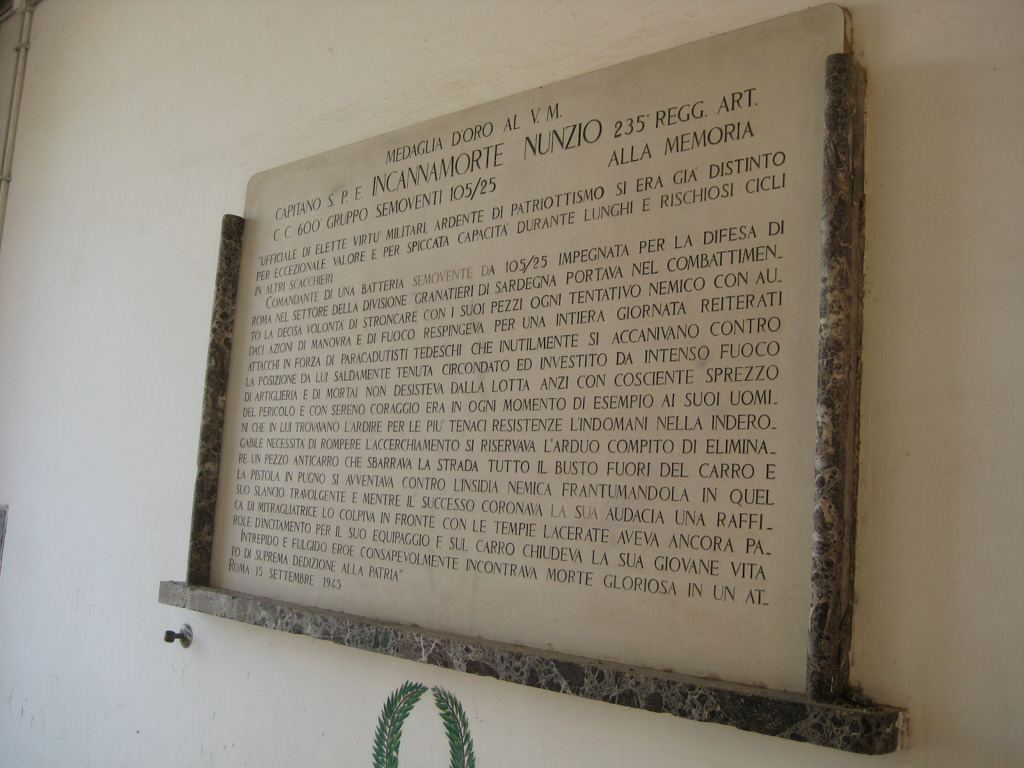 MEDAGLIA D'ORO AL V. M.
CAPITANO S. P. E. INCANNAMORTE NUNZIO 235° REGG. ART.
C. C. 600° GRUPPO SEMOVENTI 105/25 ALLA MEMORIA
"UFFICIALE DI ELETTE VIRTU' MILITARI, ARDENTE DI PATRIOTTISMO SI ERA GIA' DISTINTO
PER ECCEZIONALE VALORE E PER SPICCATA CAPACITA' DURANTE LUNGHI E RISCHIOSI CICLI
IN ALTRI SCACCHIERI
COMANDANTE DI UNA BATTERIA SEMOVENTE DA 105/25 IMPEGNATA PER LA DIFESA DI
ROMA NEL SETTORE DELLA DIVISIONE "GRANATIERI DI SARDEGNA PORTAVA NEL COMBATTIMEN_
TO LA DECISA VOLONTA' DI STRONCARE CON I SUOI PEZZI OGNI TENTATIVO NEMICO CON AU_
DACI AZIONI DI MANOVRA E DI FUOCO RESPINGEVA PER UNA INTIERA GIORNATA REITERATI
ATTACCHI IN FORZA DI PARACADUTISTI TEDESCHI CHE INUTILMENTE SI ACCANIVANO CONTRO
LA POSIZIONE DA LUI SALDAMENTE TENUTA CIRCONDATO ED INVESTITO DA INTENSO FUOCO
DI ARTIGLIERIA E DI MORTAI NON DESISTEVA DALLA LOTTA ANZI CON COSCIENTE SPREZZO
DEL PERICOLO E CON SERENO CORAGGIO ERA IN OGNI MOMENTO DI ESEMPIO AI SUOI UOMI_
NI CHE IN LUI TROVAVANO L'ARDIRE PER LE PIU' TENACI RESISTENZE L'INDOMANI NELLA INDERO_
GABILE NECESSITA' DI ROMPERE L'ACCERCHIAMENTO SI RISERVAVA L'ARDUO COMPITO DI ELIMINA_
RE UN PEZZO ANTICARRO CHE SBARRAVA LA STRADA TUTTO IL BUSTO FUORI DEL CARRO E
LA PISTOLA IN PUGNO SI AVVENTAVA CONTRO L'INSIDIA NEMICA FRANTUMANDOLA IN QUEL
SUO SLANCIO TRAVOLGENTE E MENTRE IL SUCCESSO CORONAVA LA SUA AUDACIA UNA RAFFI_
CA DI MITRAGLIATRICE LO COLPIVA IN FRONTE CON LE TEMPIE LACERATE AVEVA ANCORA PA_
ROLE D'INCITAMENTO PER IL SUO EQUIPAGGIO E SUL CARRO CHIUDEVA LA SUA GIOVANE VITA
INTREPIDO E FULGIDO EROE CONSAPEVOLMENTE INCONTRAVA MORTE GLORIOSA IN UN AT_
TO DI SUPREMA DEDIZIONE ALLA PATRIA"
ROMA 15 SETTEMBRE 1945